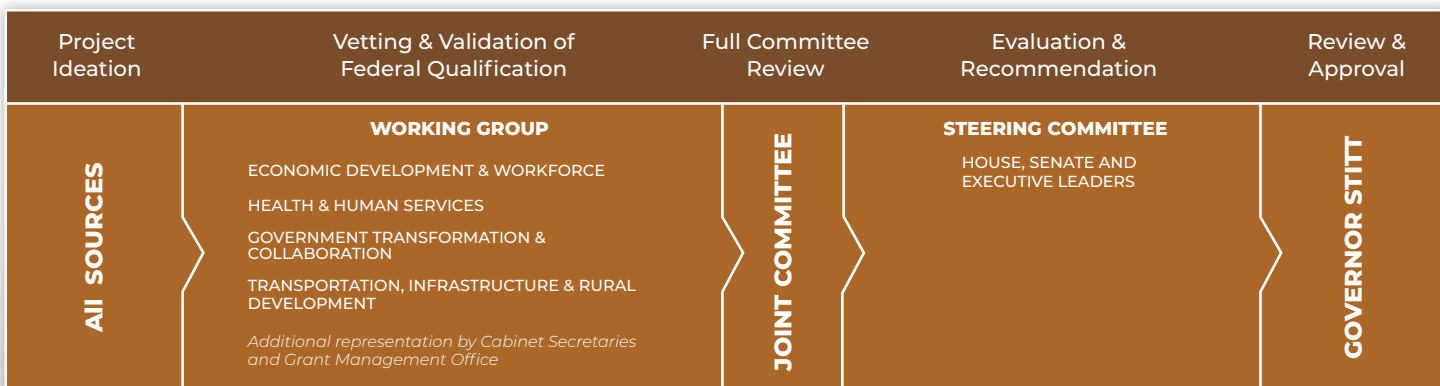 Project
Ideation
Vetting & Validation of
Federal Qualification
Full Committee
Review
Evaluation &
Recommendation
Review &
Approval
All SOURCES
WORKING GROUP
ECONOMIC DEVELOPMENT & WORKFORCE
HEALTH & HUMAN SERVICES
GOVERNMENT TRANSFORMATION &
COLLABORATION
TRANSPORTATION, INFRASTRUCTURE & RURAL
DEVELOPMENT
Additional representation by Cabinet Secretaries
and Grant Management Office
JOINT COMMITTEE
STEERING COMMITTEE
HOUSE, SENATE AND
EXECUTIVE LEADERS
GOVERNOR STITT